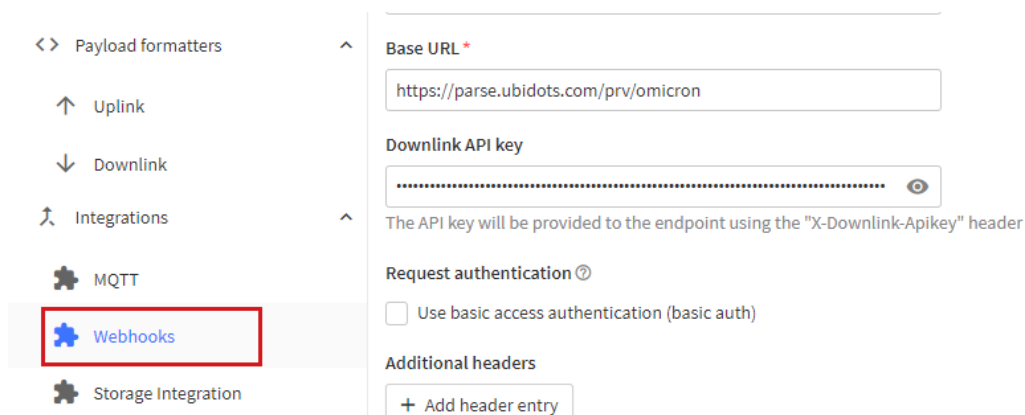 Payload formatters
Uplink
Downlink
Integrations
MQTT
Webhooks
Storage Integration
Base URL*
https://parse.ubidots.com/prv/omicron
Downlink API key
The API key will be provided to the endpoint using the "X-Downlink-Apikey" header
Request authentication
Use basic access authentication (basic auth)
Additional headers
+ Add header entry